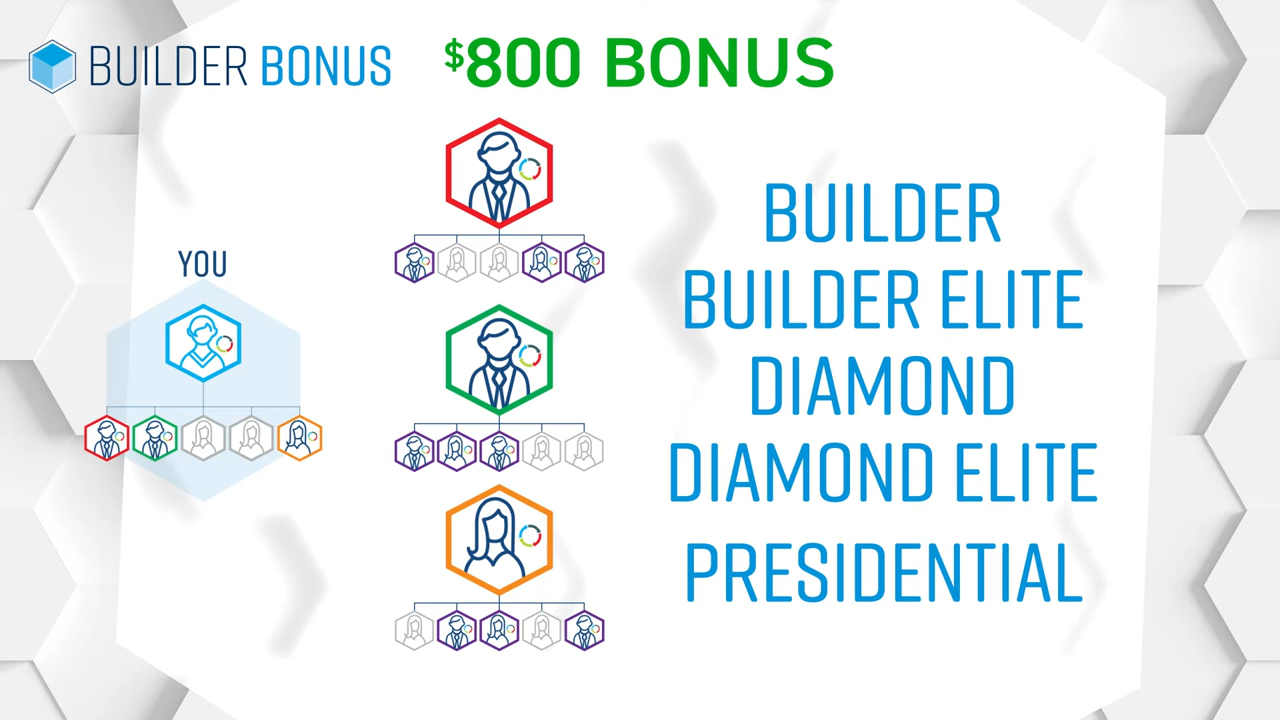 BUILDER BONUS
$800 BONUS
YOU
BUILDER
BUILDER ELITE
DIAMOND
DIAMOND ELITE
PRESIDENTIAL